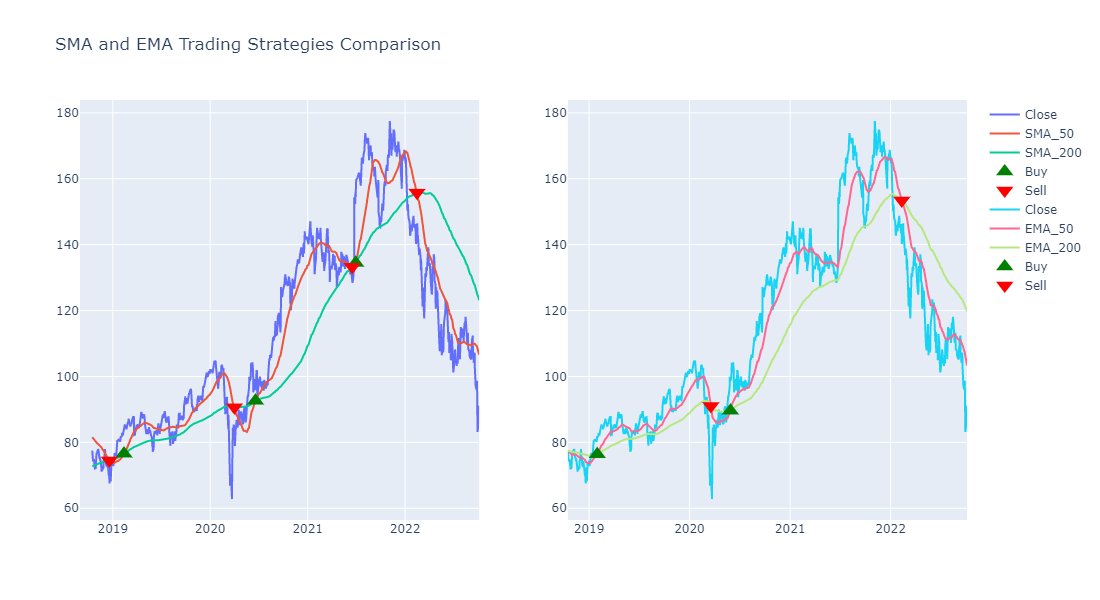 SMA and EMA Trading Strategies Comparison
180
160
140
120
100
80
60
2019
2020
2021
2022
180
160
140
120
100
80
60
2019
2020
2021
2022
Close
SMA_50
SMA_200
Buy
Sell
Close
EMA_50
EMA_200
Buy
Sell